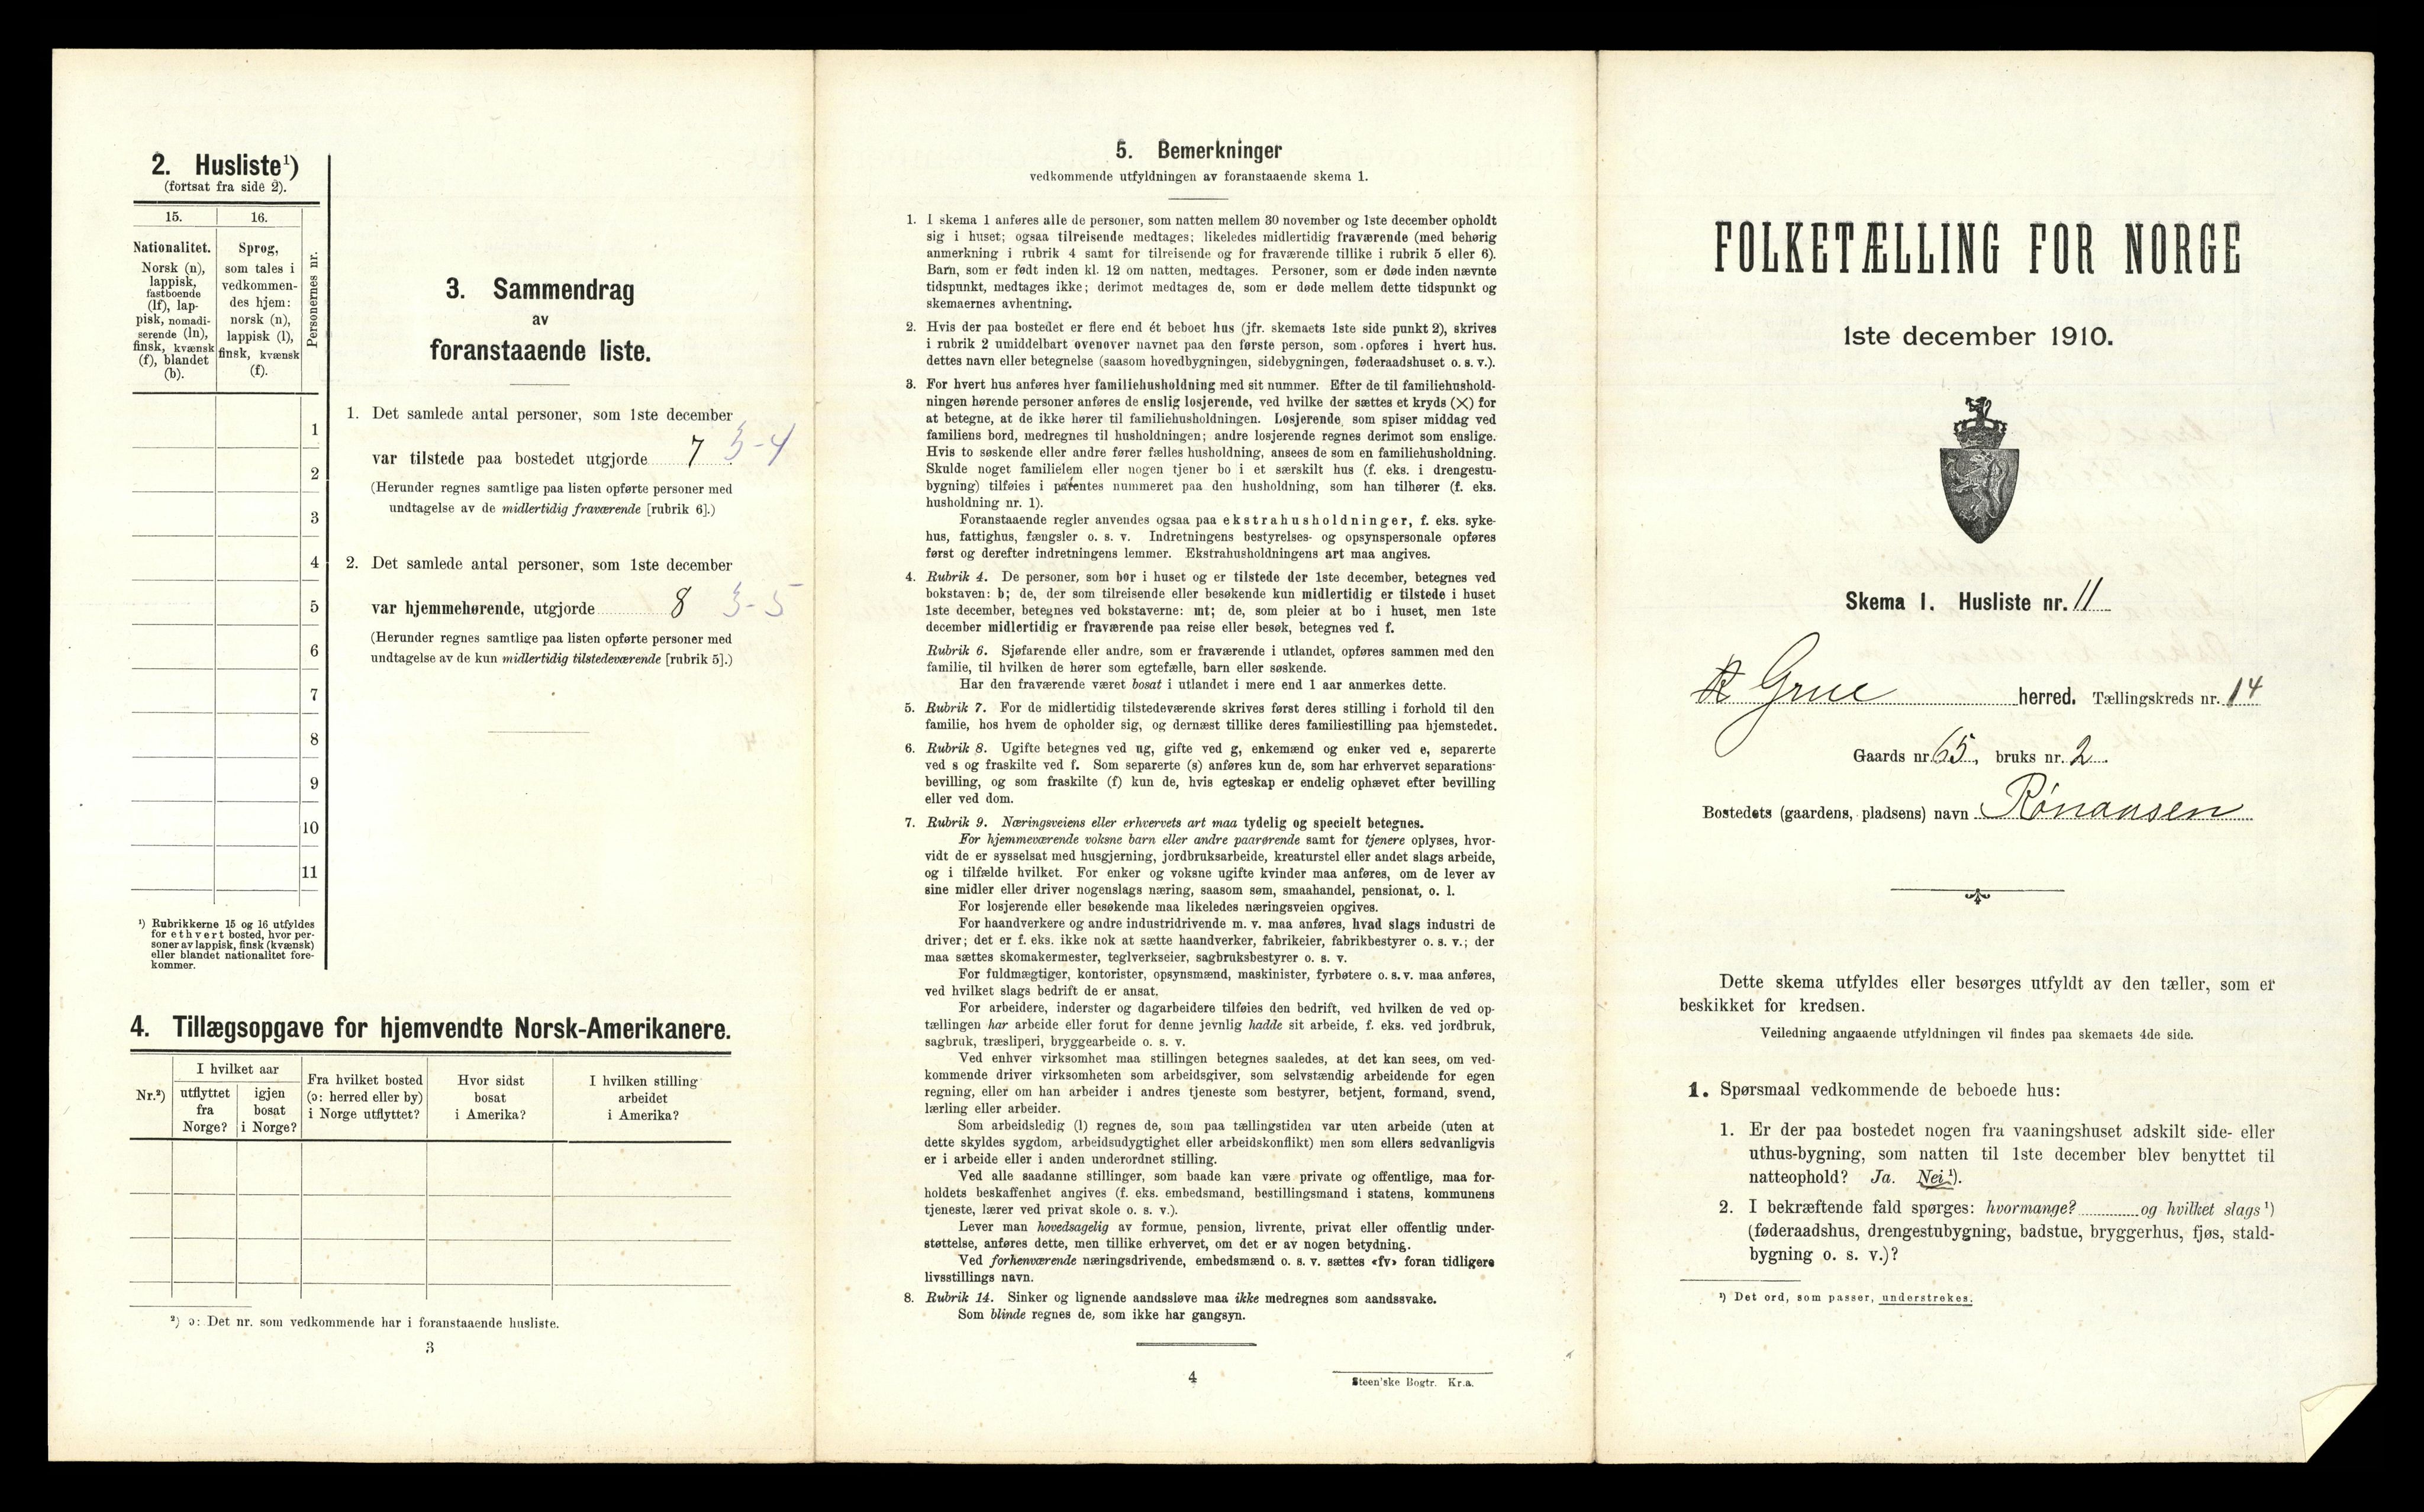 2. Husliste¹)
(fortsat fra side 2).
15.
16.
Personernes nr.
Nationalitet.
Norsk (n),
lappisk,
fastboende
(lf), lap-
pisk, nomadi-
serende (ln),
finsk, kvænsk
(f), blandet
(b).
Sprog,
som tales i
vedkommen-
des hjem:
norsk (n),
lappisk (l),
finsk, kvænsk
(f).
1
2
3
4
5
6
7
8
9
10
11
¹) Rubrikkerne 15 og 16 utfyldes
for ethvert bosted, hvor per-
soner av lappisk, finsk (kvænsk)
eller blandet nationalitet fore-
kommer.
3. Sammendrag
av
foranstaaende liste.
1. Det samlede antal personer, som 1ste december
var tilstede paa bostedet utgjorde 7 3-4
(Herunder regnes samtlige paa listen opførte personer med
undtagelse av de midlertidig fraværende [rubrik 6].)
2. Det samlede antal personer, som 1ste december
var hjemmehørende, utgjorde 8 3-5
(Herunder regnes samtlige paa listen opførte personer med
undtagelse av de kun midlertidig tilstedeværende [rubrik 5].)
4. Tillægsopgave for hjemvendte Norsk-Amerikanere.
Nr.²)
I hvilket aar
utflyttet
fra
Norge?
igjen
bosat
i Norge?
Fra hvilket bosted
(ɔ: herred eller by)
i Norge utflyttet?
Hvor sidst
bosat
i Amerika?
I hvilken stilling
arbeidet
i Amerika?
²) ɔ: Det nr. som vedkommende har i foranstaaende husliste.
3
5. Bemerkninger
vedkommende utfyldningen av foranstaaende skema 1.
1. I skema 1 anføres alle de personer, som natten mellem 30 november og 1ste december opholdt
sig i huset; ogsaa tilreisende medtages; likeledes midlertidig fraværende (med behørig
anmerkning i rubrik 4 samt for tilreisende og for fraværende tillike i rubrik 5 eller 6).
Barn, som er født inden kl. 12 om natten, medtages. Personer, som er døde inden nævnte
tidspunkt, medtages ikke; derimot medtages de, som er døde mellem dette tidspunkt og
skemaernes avhentning.
2. Hvis der paa bostedet er flere end ét beboet hus (jfr. skemaets 1ste side punkt 2), skrives
i rubrik 2 umiddelbart ovenover navnet paa den første person, som opføres i hvert hus.
dettes navn eller betegnelse (saasom hovedbygningen, sidebygningen, føderaadshuset o. s. v.).
3. For hvert hus anføres hver familiehusholdning med sit nummer. Efter de til familiehushold-
ningen hørende personer anføres de enslig losjerende, ved hvilke der sættes et kryds (×) for
at betegne, at de ikke hører til familiehusholdningen. Losjerende som spiser middag ved
familiens bord, medregnes til husholdningen; andre losjerende regnes derimot som enslige.
Hvis to søskende eller andre fører fælles husholdning, ansees de som en familiehusholdning.
Skulde noget familielem eller nogen tjener bo i et særskilt hus (f. eks. i drengestu-
bygning) tilføies i parentes nummeret paa den husholdning, som han tilhører (f. eks.
husholdning nr. 1).
Foranstaaende regler anvendes ogsaa paa ekstrahusholdninger, f. eks. syke-
hus, fattighus, fængsler o. s. v. Indretningens bestyrelses- og opsynspersonale opføres
først og derefter indretningens lemmer. Ekstrahusholdningens art maa angives.
4. Rubrik 4. De personer, som bor i huset og er tilstede der 1ste december, betegnes ved
bokstaven: b; de, der som tilreisende eller besøkende kun midlertidig er tilstede i huset
1ste december, betegnes ved bokstaverne: mt; de, som pleier at bo i huset, men 1ste
december midlertidig er fraværende paa reise eller besøk, betegnes ved f.
Rubrik 6. Sjøfarende eller andre, som er fraværende i utlandet, opføres sammen med den
familie, til hvilken de hører som egtefælle, barn eller søskende.
Har den fraværende været bosat i utlandet i mere end 1 aar anmerkes dette.
5. Rubrik 7. For de midlertidig tilstedeværende skrives først deres stilling i forhold til den
familie, hos hvem de opholder sig, og dernæst tillike deres familiestilling paa hjemstedet.
6. Rubrik 8. Ugifte betegnes ved ug, gifte ved g, enkemænd og enker ved e, separerte
ved s og fraskilte ved f. Som separerte (s) anføres kun de, som har erhvervet separations-
bevilling, og som fraskilte (f) kun de, hvis egteskap er endelig ophævet efter bevilling
eller ved dom.
7. Rubrik 9. Næringsveiens eller erhvervets art maa tydelig og specielt betegnes.
For hjemmeværende voksne barn eller andre paarørende samt for tjenere oplyses, hvor-
vidt de er sysselsat med husgjerning, jordbruksarbeide, kreaturstel eller andet slags arbeide,
og i tilfælde hvilket. For enker og voksne ugifte kvinder maa anføres, om de lever av
sine midler eller driver nogenslags næring, saasom søm, smaahandel, pensionat, o. l.
For losjerende eller besøkende maa likeledes næringsveien opgives.
For haandverkere og andre industridrivende m. v. maa anføres, hvad slags industri de
driver; det er f. eks. ikke nok at sætte haandverker, fabrikeier, fabrikbestyrer o. s. v.; der
maa sættes skomakermester, teglverkseier, sagbruksbestyrer o. s. v.
For fuldmægtiger, kontorister, opsynsmænd, maskinister, fyrbøtere o. s. v. maa anføres,
ved hvilket slags bedrift de er ansat.
For arbeidere, inderster og dagarbeidere tilføies den bedrift, ved hvilken de ved op-
tællingen har arbeide eller forut for denne jevnlig hadde sit arbeide, f. eks. ved jordbruk,
sagbruk, træsliperi, bryggearbeide o. s. v.
Ved enhver virksomhet maa stillingen betegnes saaledes, at det kan sees, om ved-
kommende driver virksomheten som arbeidsgiver, som selvstændig arbeidende for egen
regning, eller om han arbeider i andres tjeneste som bestyrer, betjent, formand, svend,
lærling eller arbeider.
Som arbeidsledig (l) regnes de, som paa tællingstiden var uten arbeide (uten at
dette skyldes sygdom, arbeidsudygtighet eller arbeidskonflikt) men som ellers sedvanligvis
er i arbeide eller i anden underordnet stilling.
Ved alle saadanne stillinger, som baade kan være private og offentlige, maa for-
holdets beskaffenhet angives (f. eks. embedsmand, bestillingsmand i statens, kommunens
tjeneste, lærer ved privat skole o. s. v.).
Lever man hovedsagelig av formue, pension, livrente, privat eller offentlig under-
støttelse, anføres dette, men tillike erhvervet, om det er av nogen betydning.
Ved forhenværende næringsdrivende, embedsmænd o. s. v. sættes «fv» foran tidligere
livsstillings navn.
8. Rubrik 14. Sinker og lignende aandssløve maa ikke medregnes som aandssvake.
Som blinde regnes de, som ikke har gangsyn.
4
Steen'ske Bogtr. Kr.a.
FOLKETÆLLING FOR NORGE
1ste december 1910.
Skema 1. Husliste nr. 11
Grue herred. Tællingskreds nr. 14
Gaards nr. 65, bruks nr. 2.
Bostedets (gaardens, pladsens) navn Rönaasen
Dette skema utfyldes eller besørges utfyldt av den tæller, som er
beskikket for kredsen.
Veiledning angaaende utfyldningen vil findes paa skemaets 4de side.
1. Spørsmaal vedkommende de beboede hus:
1. Er der paa bostedet nogen fra vaaningshuset adskilt side- eller
uthus-bygning, som natten til 1ste december blev benyttet til
natteophold? Ja. Nei¹).
2. I bekræftende fald spørges: hvormange? og hvilket slags¹)
(føderaadshus, drengestubygning, badstue, bryggerhus, fjøs, stald-
bygning o. s. v.)?
¹) Det ord, som passer, understrekes.